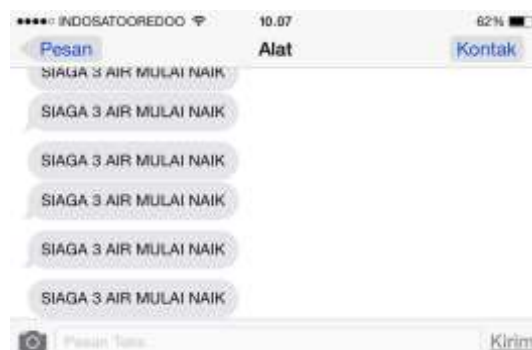 INDOSATOOREDOO 10.07 62%
Pesan Alat Kontak
SIAGA 3 AIR MULAI NAIK
SIAGA 3 AIR MULAI NAIK
SIAGA 3 AIR MULAI NAIK
SIAGA 3 AIR MULAI NAIK
SIAGA 3 AIR MULAI NAIK
SIAGA 3 AIR MULAI NAIK
Pesan Teks Kirim